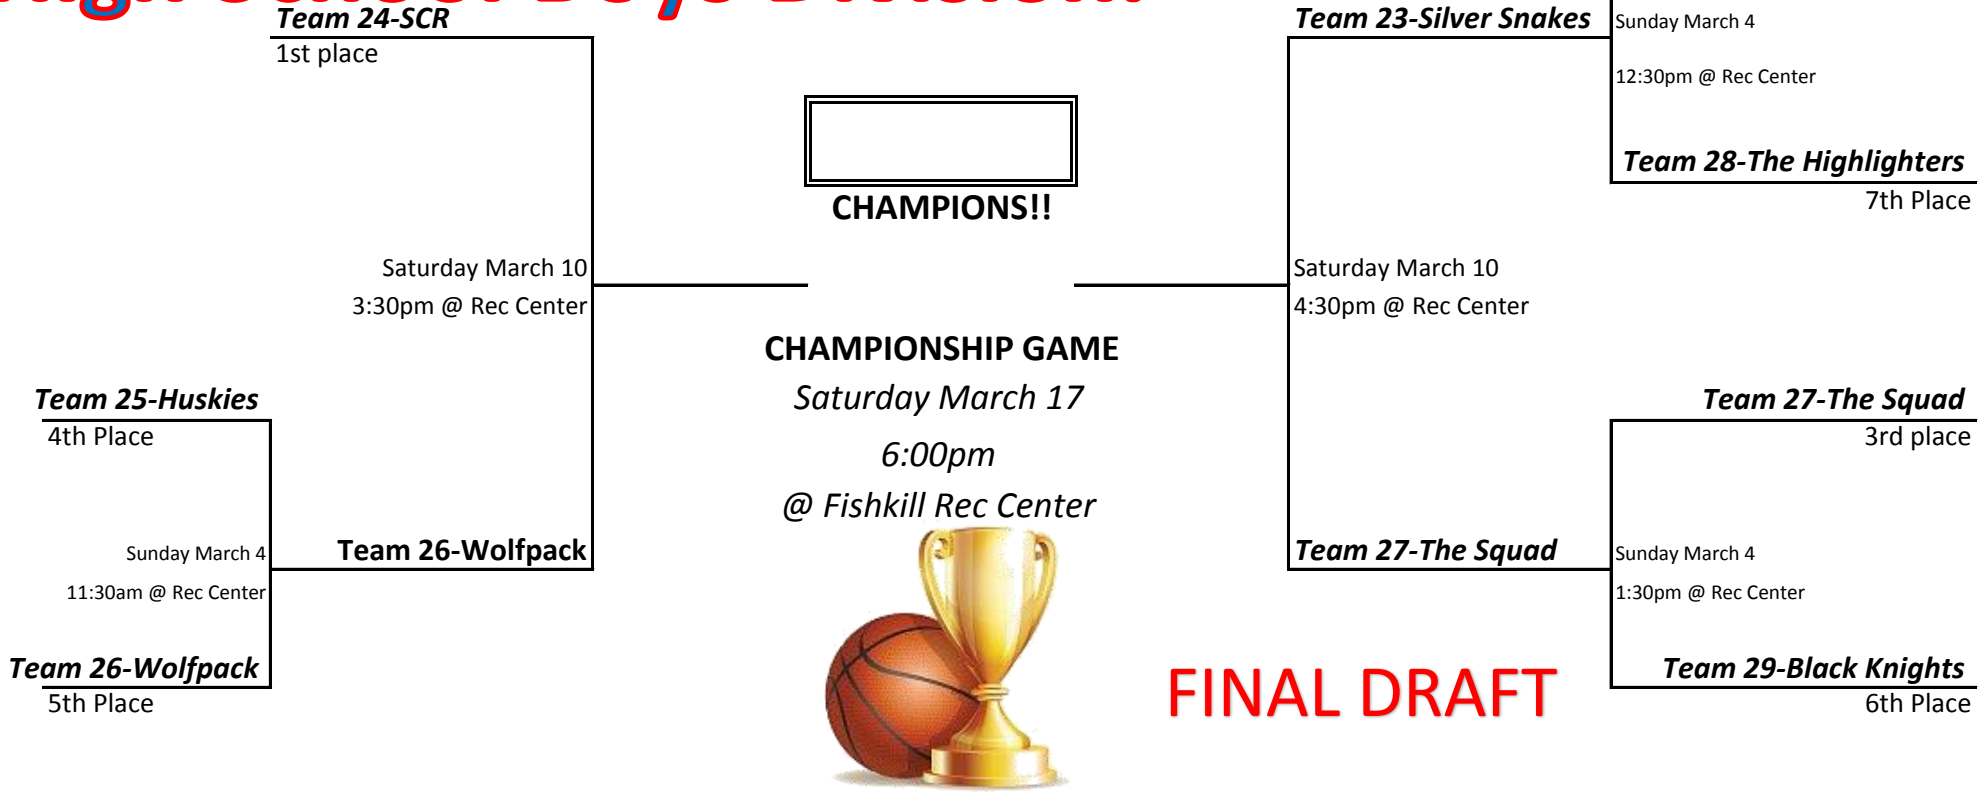 High School Boys Division!!
Team 24-SCR
1st place
Team 23-Silver Snakes
Sunday March 4
12:30pm @ Rec Center
Team 28-The Highlighters
7th Place
CHAMPIONS!!
Saturday March 10
3:30pm @ Rec Center
Saturday March 10
4:30pm @ Rec Center
CHAMPIONSHIP GAME
Saturday March 17
6:00pm
@ Fishkill Rec Center
Team 25-Huskies
4th Place
Sunday March 4
11:30am @ Rec Center
Team 26-Wolfpack
Team 26-Wolfpack
5th Place
Team 27-The Squad
3rd place
Team 27-The Squad
Sunday March 4
1:30pm @ Rec Center
Team 29-Black Knights
6th Place
FINAL DRAFT